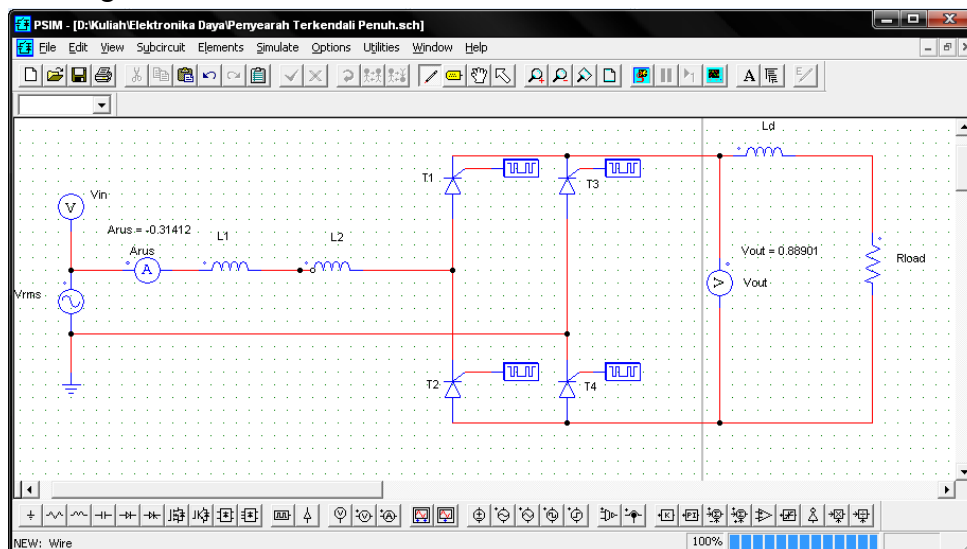 PSIM - [D:\Kuliah\Elektronika Daya\Penyearah Terkendali Penuh.sch]
File Edit View Subcircuit Elements Simulate Options Utilities Window Help
Ld
T1
T3
Vin
V
Arus = -0.31412
Arus
L1
L2
A
Vout = 0.88901
Rload
V
Vout
Vrms
T2
T4
K
PI
NEW: Wire
100%